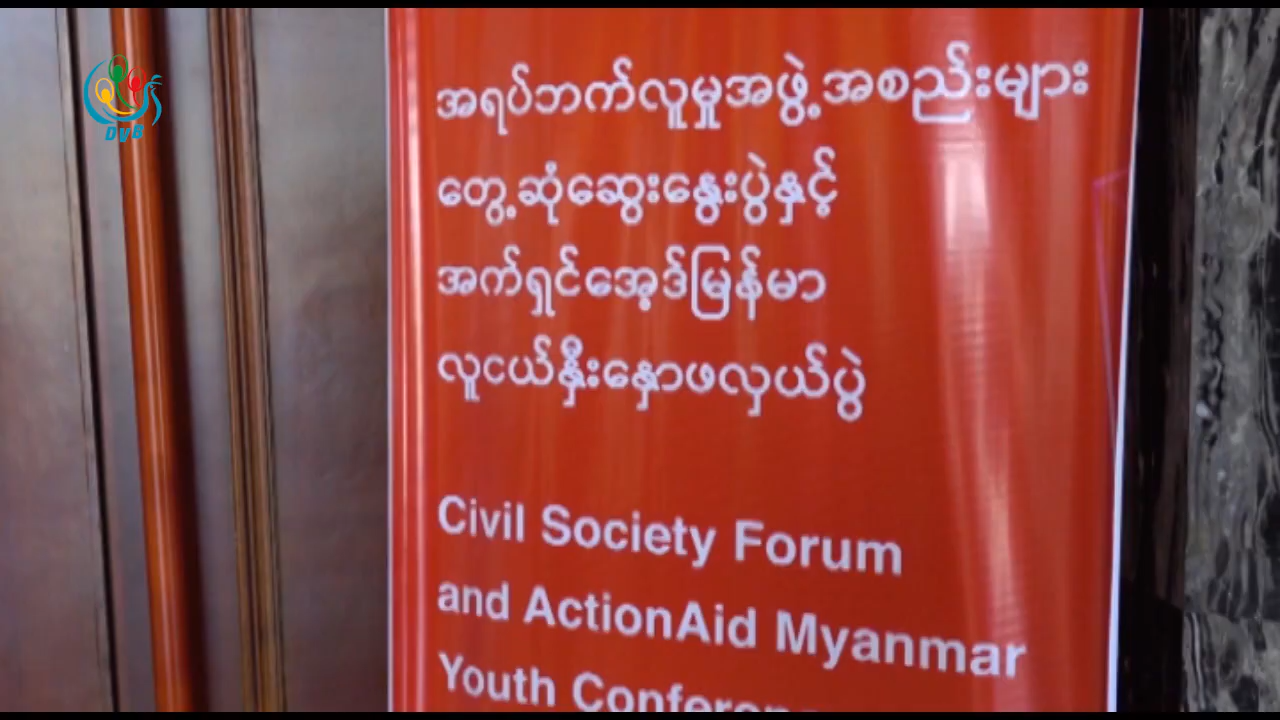 DVB
အရပ်ဘက်လူမှုအဖွဲ့အစည်းများ
တွေ့ဆုံဆွေးနွေးပွဲနှင့်
အက်ရှင်အေ့ဒ်မြန်မာ
လူငယ်နှီးနှောဖလှယ်ပွဲ
Civil Society Forum
and ActionAid Myanmar
Youth